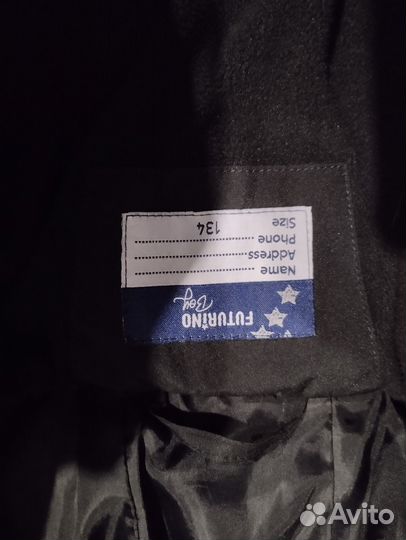 FUTURINO
Boy
Name
Address
Phone
Size 134
Avito